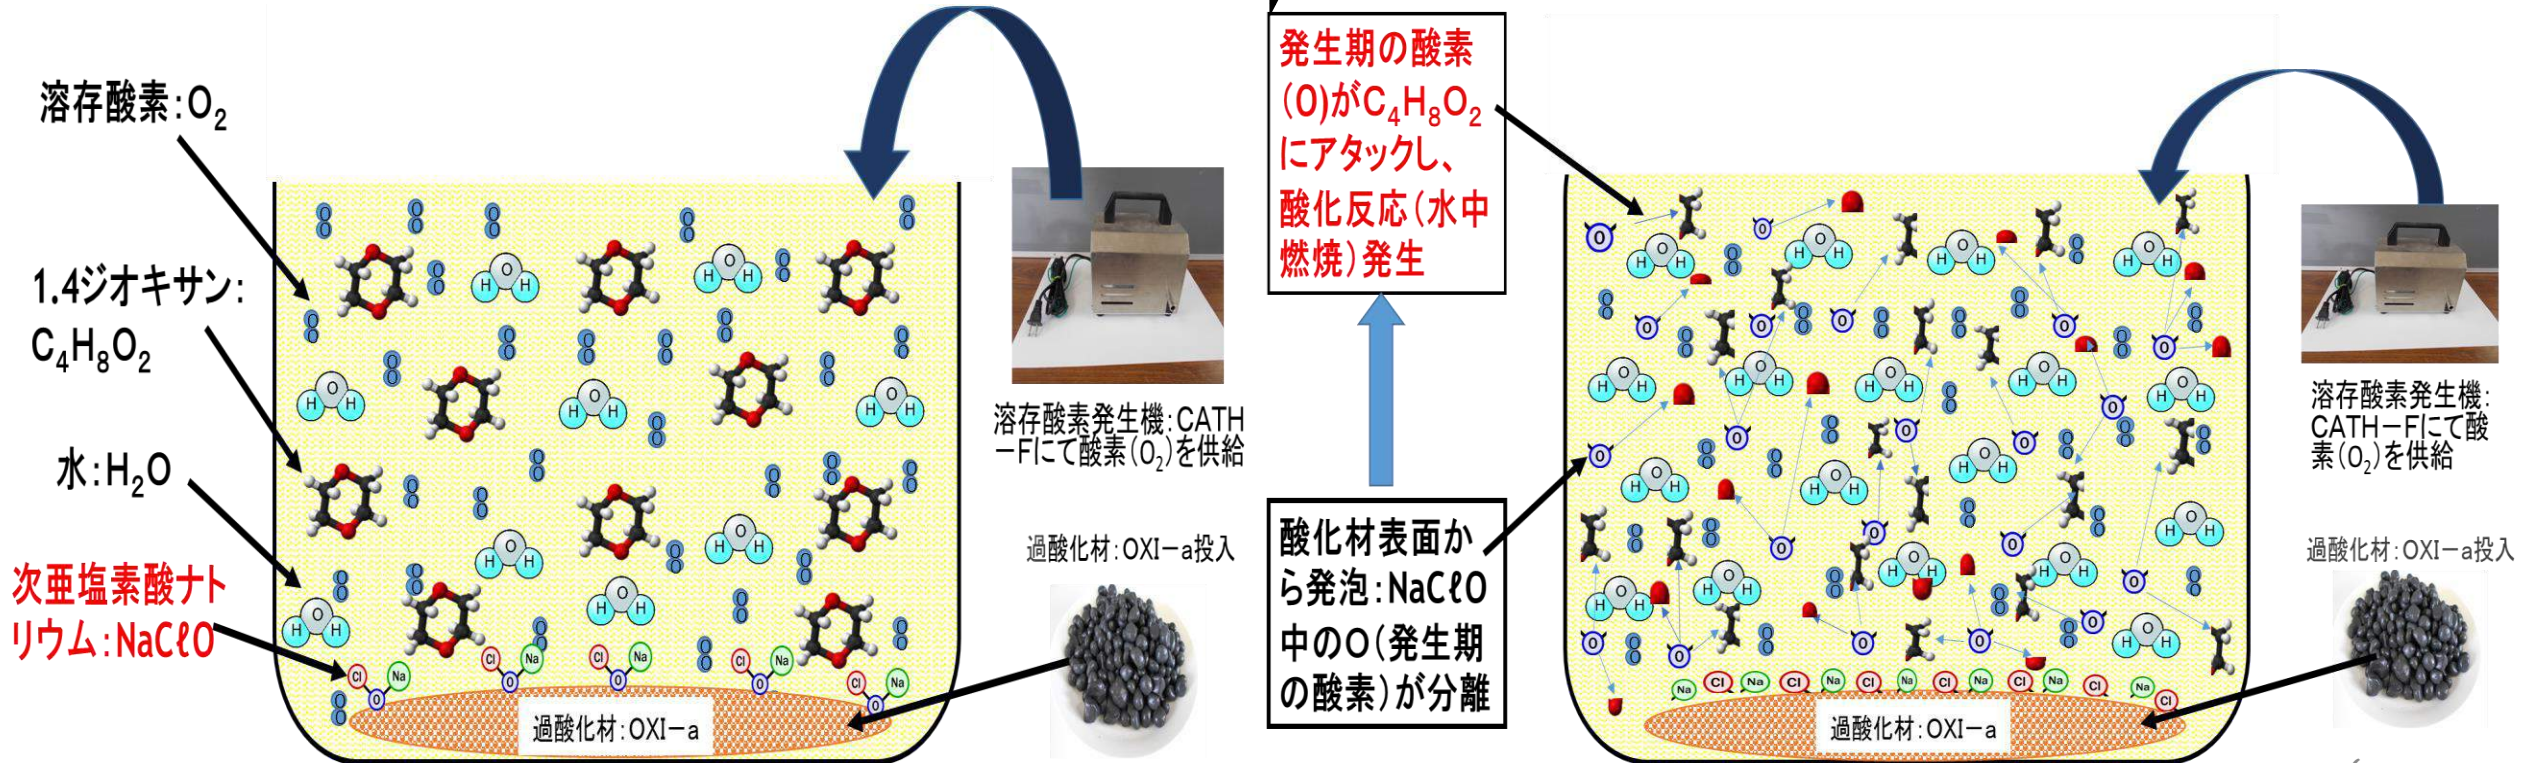 溶存酸素:O2
1.4ジオキサン:
C4H8O2
水:H2O
次亜塩素酸ナト
リウム:NaCℓO
過酸化材:OXI－a
溶存酸素発生機:CATH
－Fにて酸素(O2)を供給
過酸化材:OXI－a投入
発生期の酸素
(O)がC4H8O2
にアタックし、
酸化反応(水中
燃焼)発生
酸化材表面か
ら発泡:NaCℓO
中のO(発生期
の酸素)が分離
溶存酸素発生機:
CATH－Fにて酸
素(O2)を供給
過酸化材:OXI－a投入
過酸化材:OXI－a